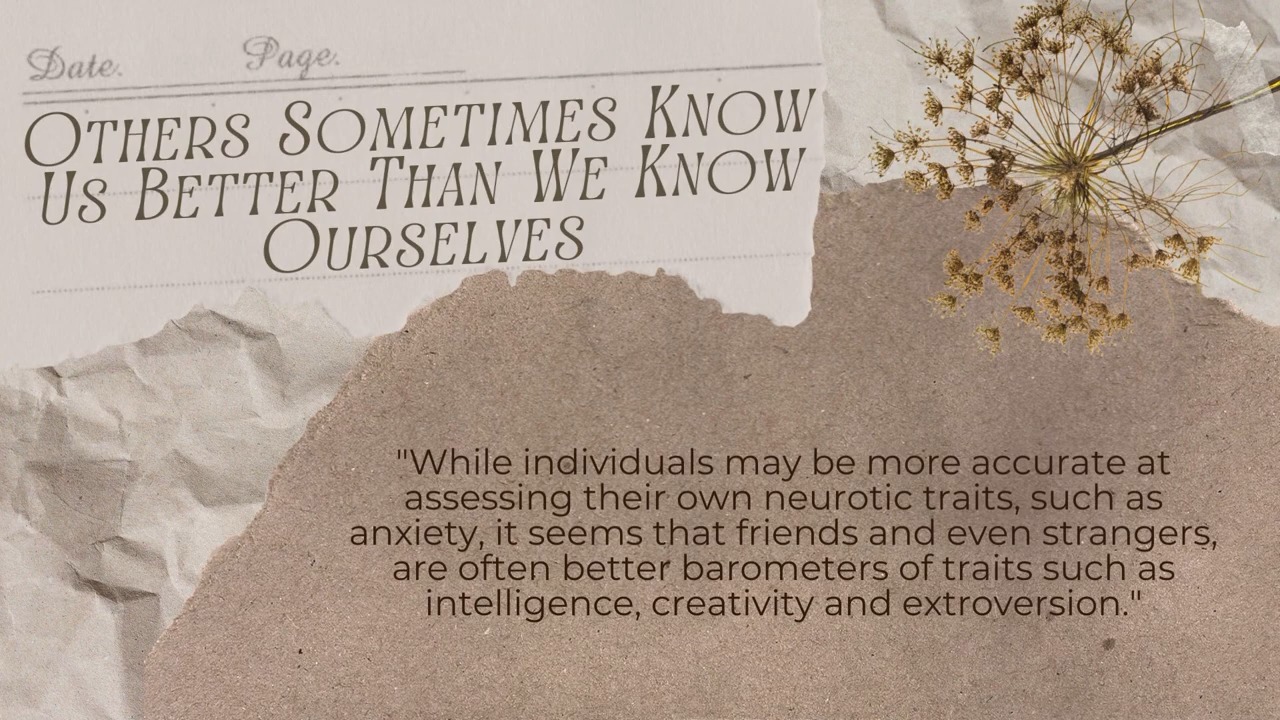 Date. Page.
OTHERS SOMETIMES KNOW
US BETTER THAN WE KNOW
OURSELVES
"While individuals may be more accurate at
assessing their own neurotic traits, such as
anxiety, it seems that friends and even strangers,
are often better barometers of traits such as
intelligence, creativity and extroversion."